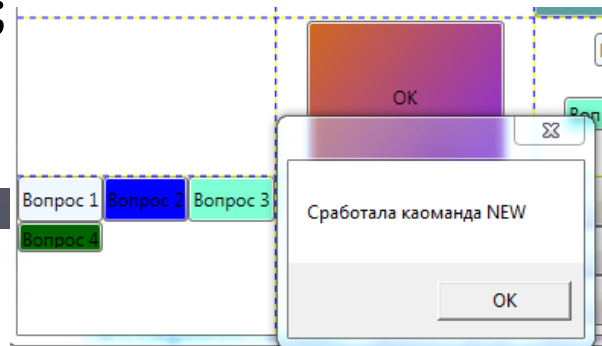 OK
Вопрос 1
Вопрос 2
Вопрос 3
Вопрос 4
Сработала каоманда NEW
OK